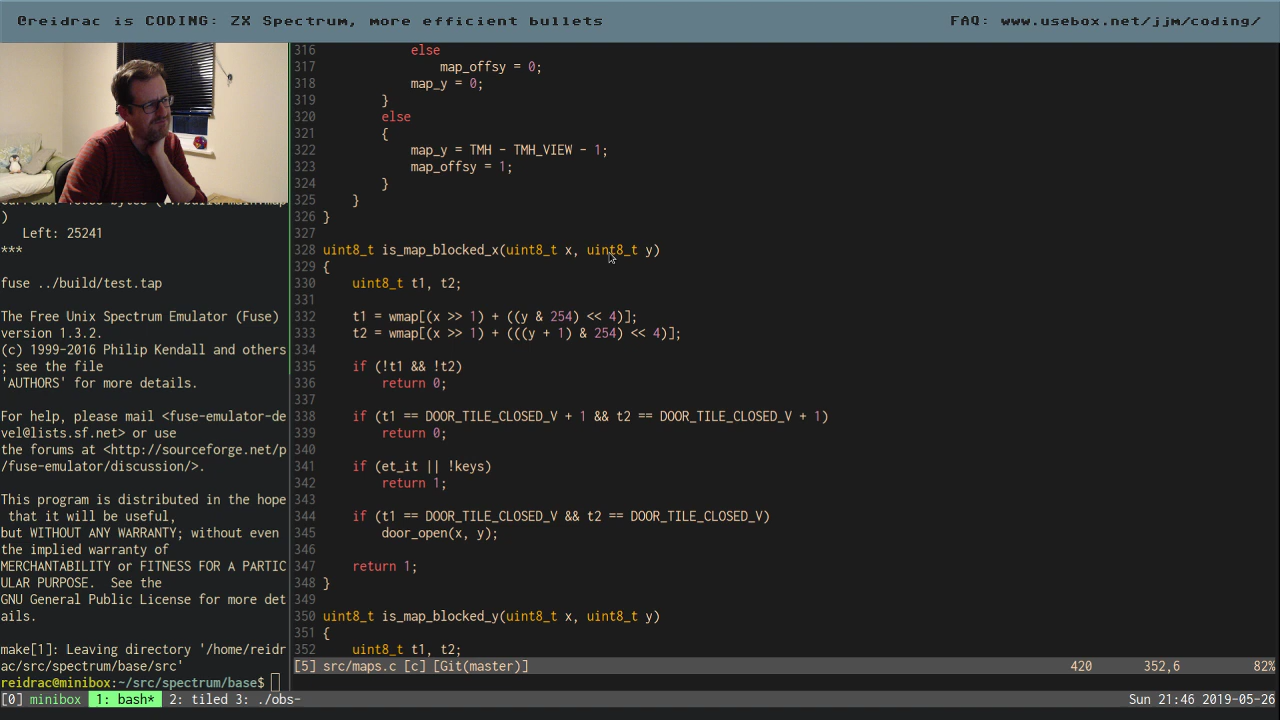 @reidrac is CODING: ZX Spectrum, more efficient bullets
FAQ: www.usebox.net/jjm/coding/
)
   Left: 25241
***
fuse ../build/test.tap
The Free Unix Spectrum Emulator (Fuse)
version 1.3.2.
(c) 1999-2016 Philip Kendall and others
; see the file
'AUTHORS' for more details.
For help, please mail <fuse-emulator-de
vel@lists.sf.net> or use
the forums at <http://sourceforge.net/p
/fuse-emulator/discussion/>.
This program is distributed in the hope
 that it will be useful,
but WITHOUT ANY WARRANTY; without even
the implied warranty of
MERCHANTABILITY or FITNESS FOR A PARTIC
ULAR PURPOSE.  See the
GNU General Public License for more det
ails.
make[1]: Leaving directory '/home/reidr
ac/src/spectrum/base/src'
reidrac@minibox:~/src/spectrum/base$
316             else
317                 map_offsy = 0;
318             map_y = 0;
319         }
320         else
321         {
322             map_y = TMH - TMH_VIEW - 1;
323             map_offsy = 1;
324         }
325     }
326 }
327
328 uint8_t is_map_blocked_x(uint8_t x, uint8_t y)
329 {
330     uint8_t t1, t2;
331
332     t1 = wmap[(x >> 1) + ((y & 254) << 4)];
333     t2 = wmap[(x >> 1) + (((y + 1) & 254) << 4)];
334
335     if (!t1 && !t2)
336         return 0;
337
338     if (t1 == DOOR_TILE_CLOSED_V + 1 && t2 == DOOR_TILE_CLOSED_V + 1)
339         return 0;
340
341     if (et_it || !keys)
342         return 1;
343
344     if (t1 == DOOR_TILE_CLOSED_V && t2 == DOOR_TILE_CLOSED_V)
345         door_open(x, y);
346
347     return 1;
348 }
349
350 uint8_t is_map_blocked_y(uint8_t x, uint8_t y)
351 {
352     uint8_t t1, t2;
[5] src/maps.c [c] [Git(master)] 420 352,6 82%
[0] minibox 1: bash* 2: tiled 3: ./obs- Sun 21:46 2019-05-26